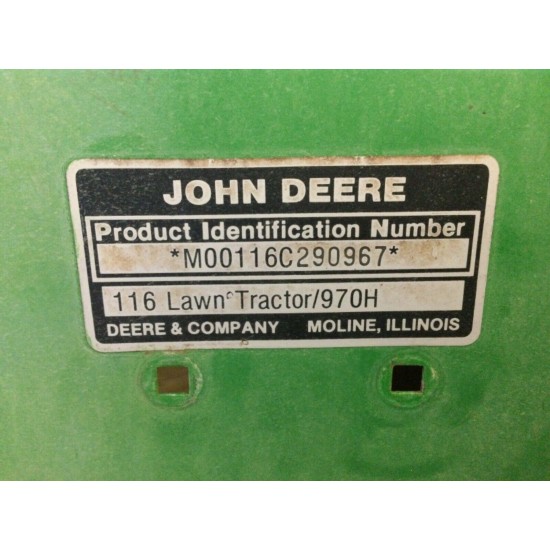 JOHN DEERE
Product Identification Number
*M00116C290967*
116 Lawn Tractor/970H
DEERE & COMPANY MOLINE, ILLINOIS